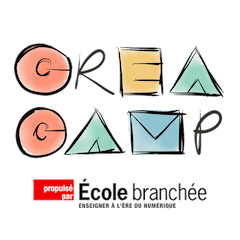 CREA
CAMP
propulsé par École branchée
ENSEIGNER À L'ÈRE DU NUMÉRIQUE